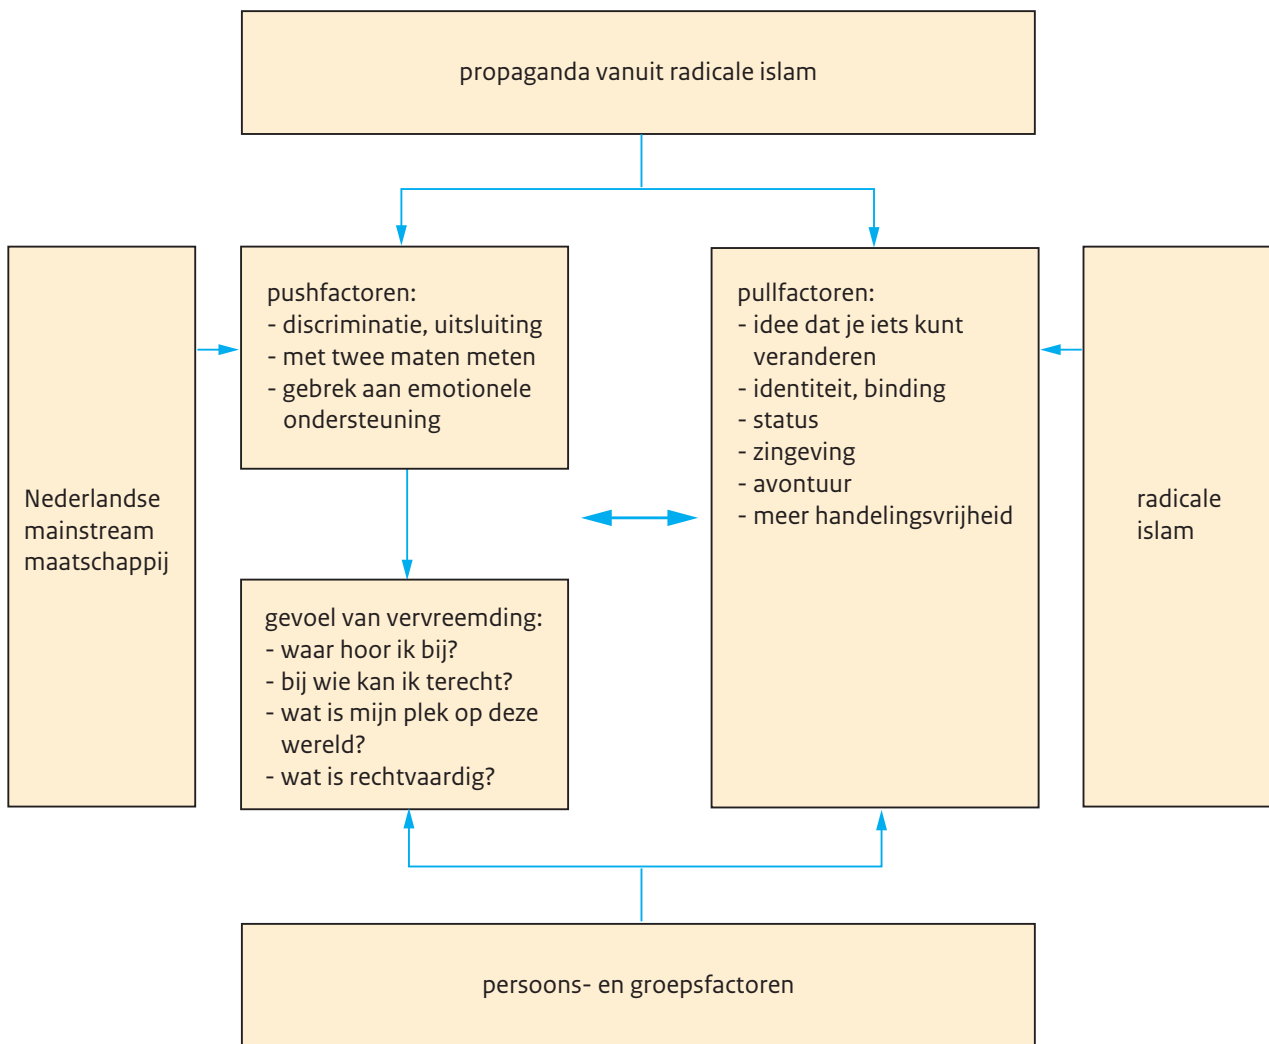 propaganda vanuit radicale islam
pushfactoren:
- discriminatie, uitsluiting
- met twee maten meten
- gebrek aan emotionele
ondersteuning
pullfactoren:
- idee dat je iets kunt
veranderen
- identiteit, binding
- status
- zingeving
- avontuur
- meer handelingsvrijheid
Nederlandse
mainstream
maatschappij
radicale
islam
gevoel van vervreemding:
- waar hoor ik bij?
- bij wie kan ik terecht?
- wat is mijn plek op deze
wereld?
- wat is rechtvaardig?
persoons- en groepsfactoren